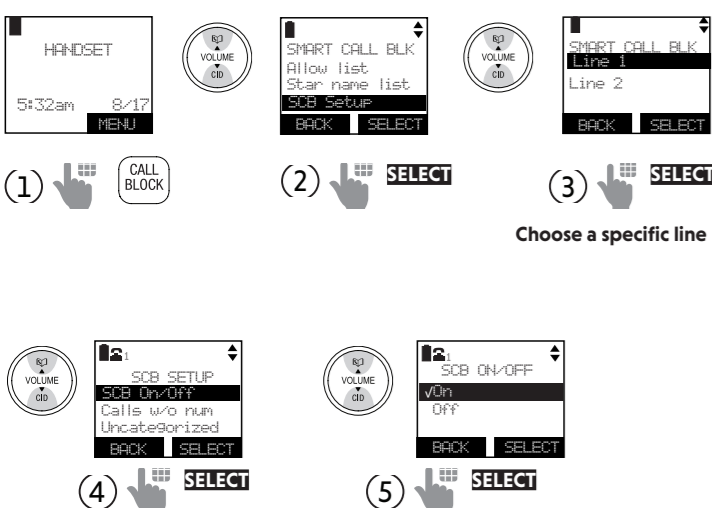 HANDSET
5:32am 8/17
MENU
VOLUME
CID
(1)
CALL
BLOCK
SMART CALL BLK
Allow list
Star name list
SCB Setup
BACK SELECT
(2) SELECT
VOLUME
CID
SMART CALL BLK
Line 1
Line 2
BACK SELECT
(3) SELECT
Choose a specific line
VOLUME
CID
1
SCB SETUP
SCB On/Off
Calls w/o num
Uncategorized
BACK SELECT
(4) SELECT
VOLUME
CID
1
SCB ON/OFF
√On
Off
BACK SELECT
(5) SELECT